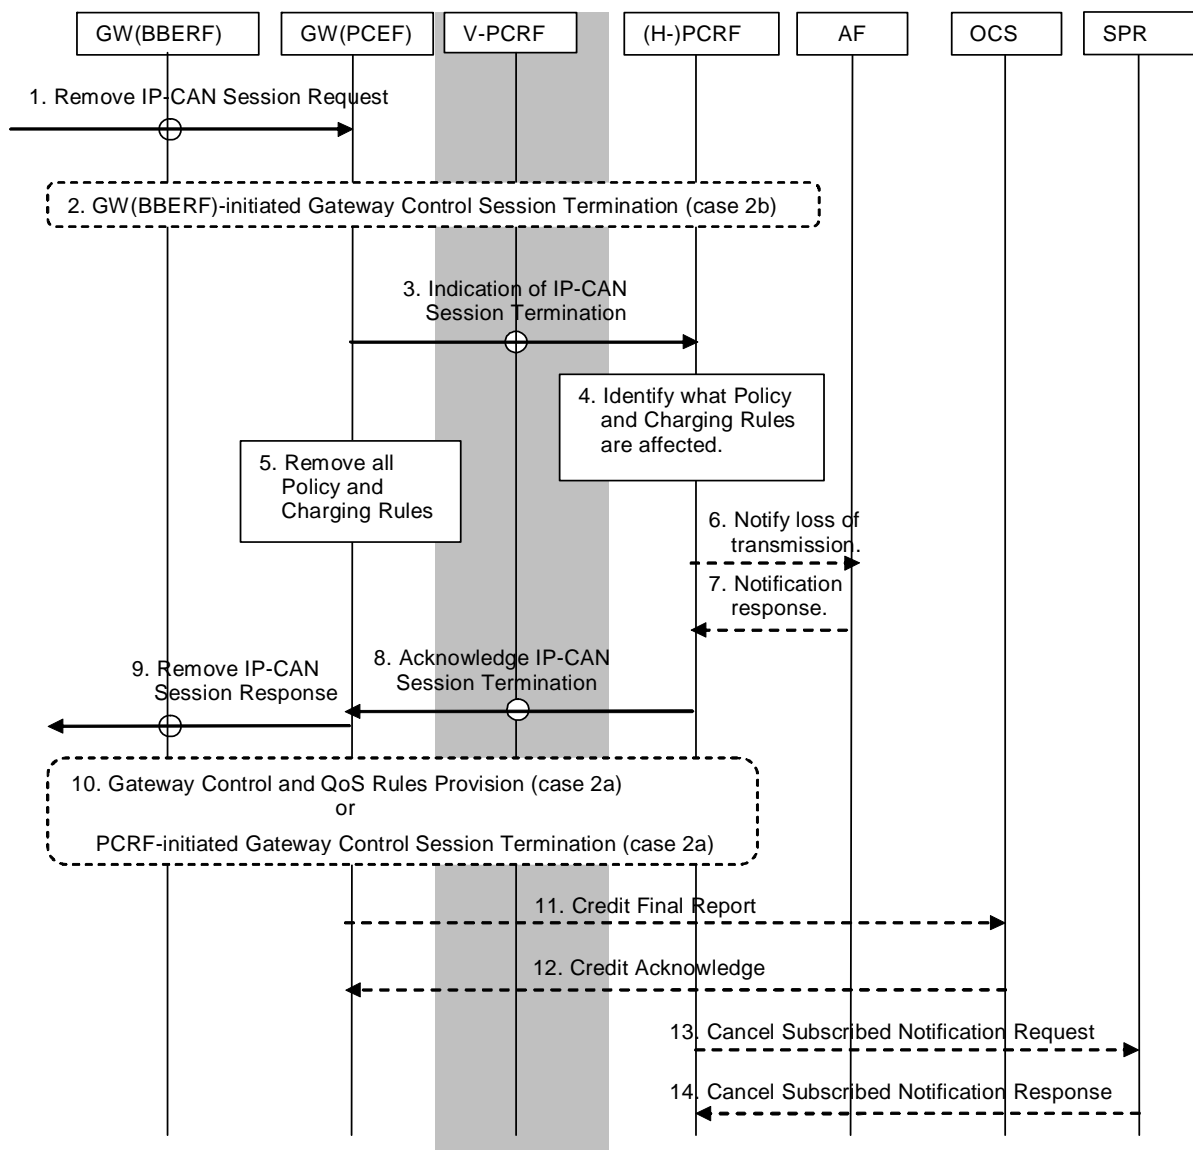 GW(BBERF)
GW(PCEF)
V-PCRF
(H-)PCRF
AF
OCS
SPR
1. Remove IP-CAN Session Request
2. GW(BBERF)-initiated Gateway Control Session Termination (case 2b)
3. Indication of IP-CAN
Session Termination
4. Identify what Policy
and Charging Rules
are affected.
5. Remove all
Policy and
Charging Rules
6. Notify loss of
transmission.
7. Notification
response.
8. Acknowledge IP-CAN
Session Termination
9. Remove IP-CAN
Session Response
10. Gateway Control and QoS Rules Provision (case 2a)
or
PCRF-initiated Gateway Control Session Termination (case 2a)
11. Credit Final Report
12. Credit Acknowledge
13. Cancel Subscribed Notification Request
14. Cancel Subscribed Notification Response